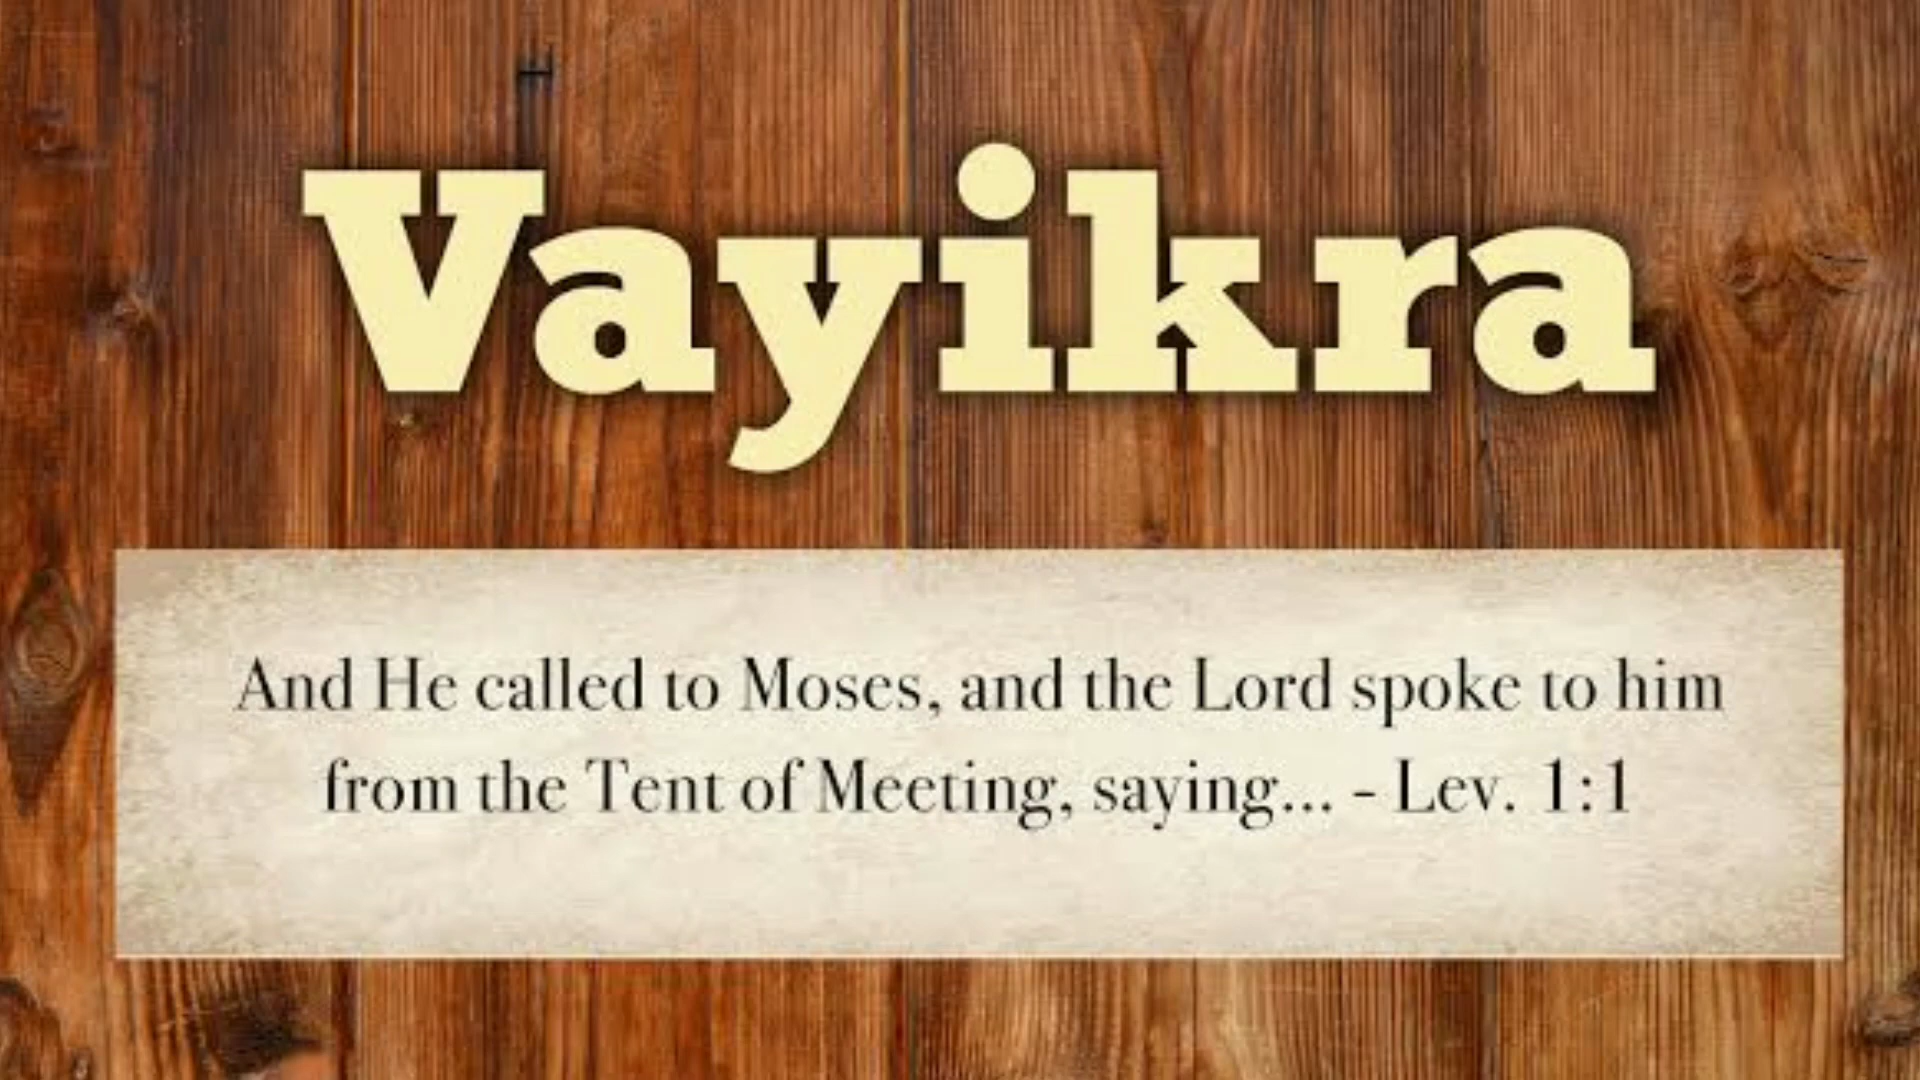 Vayikra
And He called to Moses, and the Lord spoke to him
from the Tent of Meeting, saying... - Lev. 1:1